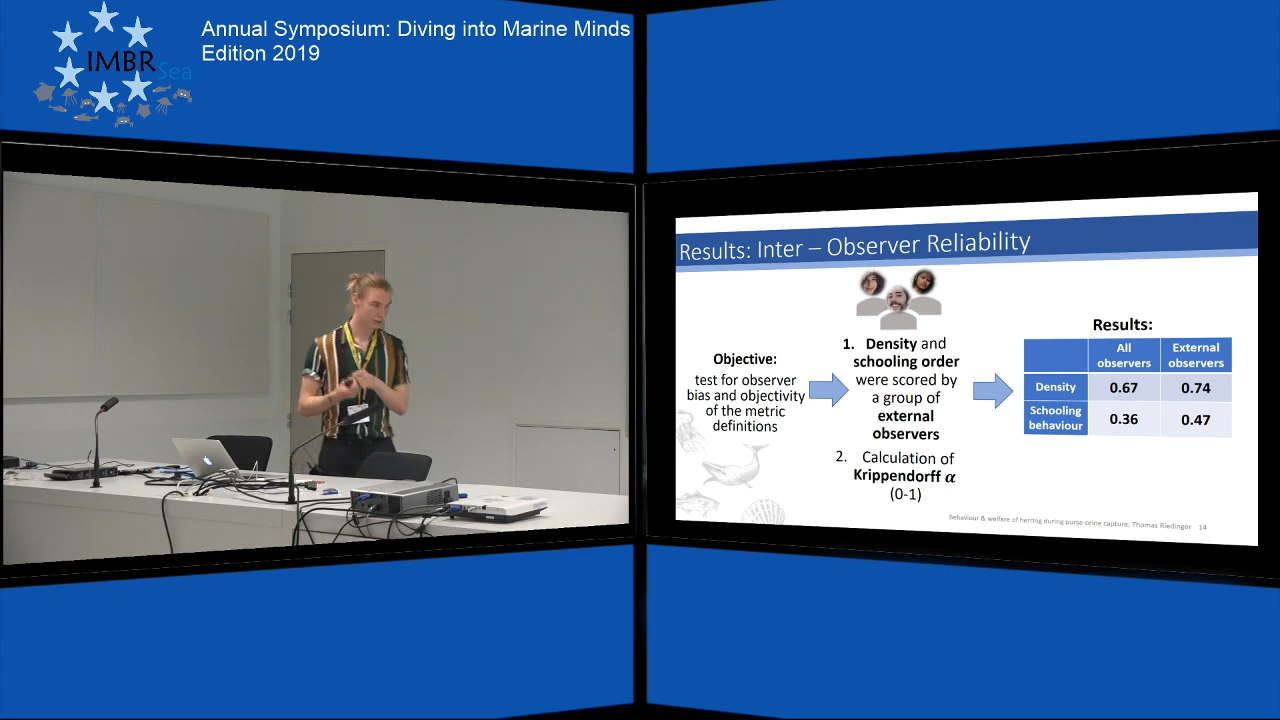 Annual Symposium: Diving into Marine Minds
Edition 2019
IMBRSea
Results: Inter – Observer Reliability
Objective:
test for observer
bias and objectivity
of the metric
definitions
1. Density and
schooling order
were scored by
a group of
external
observers
2. Calculation of
Krippendorff α
(0-1)
Results:
All observers External observers
Density 0.67 0.74
Schooling behaviour 0.36 0.47
Behaviour & welfare of herring during purse seine capture; Thomas Riedinger 14